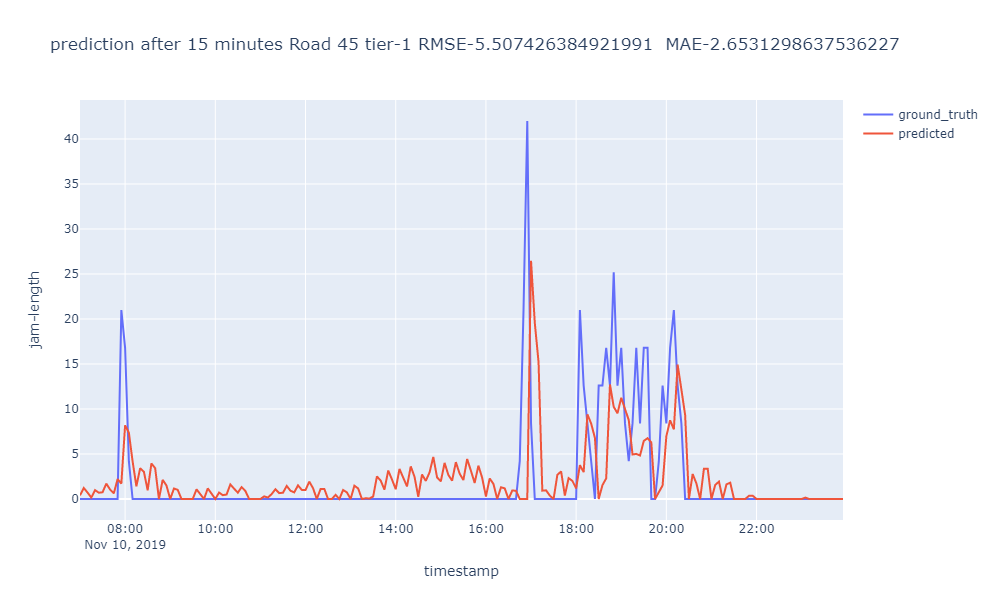 prediction after 15 minutes Road 45 tier-1 RMSE-5.507426384921991  MAE-2.6531298637536227
ground_truth
predicted
jam-length
40
35
30
25
20
15
10
5
0
08:00 10:00 12:00 14:00 16:00 18:00 20:00 22:00
Nov 10, 2019
timestamp